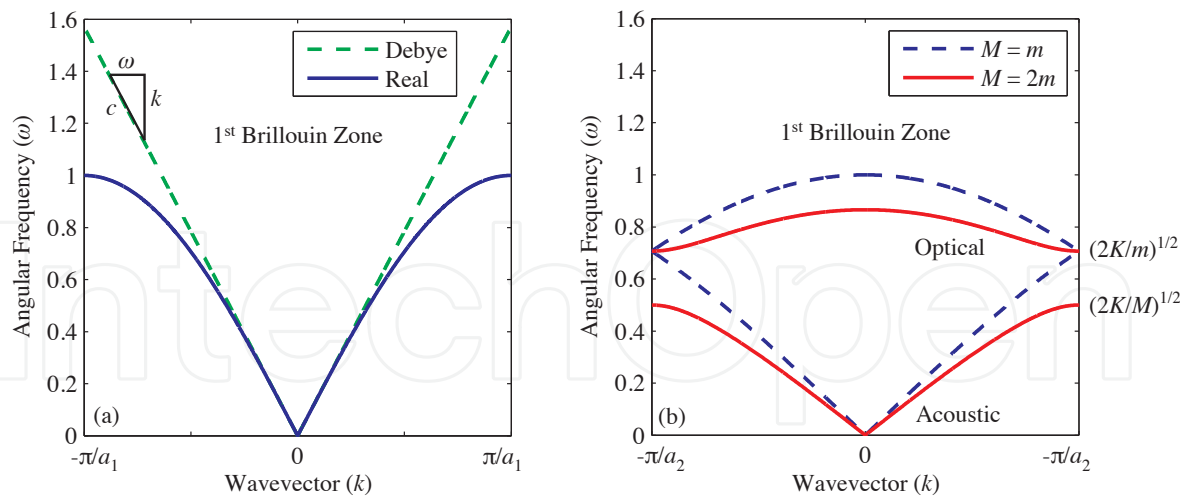 1.6
1.4
1.2
1
0.8
0.6
0.4
0.2
0
Angular Frequency (ω)
Debye
Real
ω
k
c
1st Brillouin Zone
(a)
-π/a1
0
π/a1
Wavevector (k)
1.6
1.4
1.2
1
0.8
0.6
0.4
0.2
0
Angular Frequency (ω)
M = m
M = 2m
1st Brillouin Zone
Optical
(2K/m)1/2
(2K/M)1/2
Acoustic
(b)
-π/a2
0
-π/a2
Wavevector (k)
IntechOpen